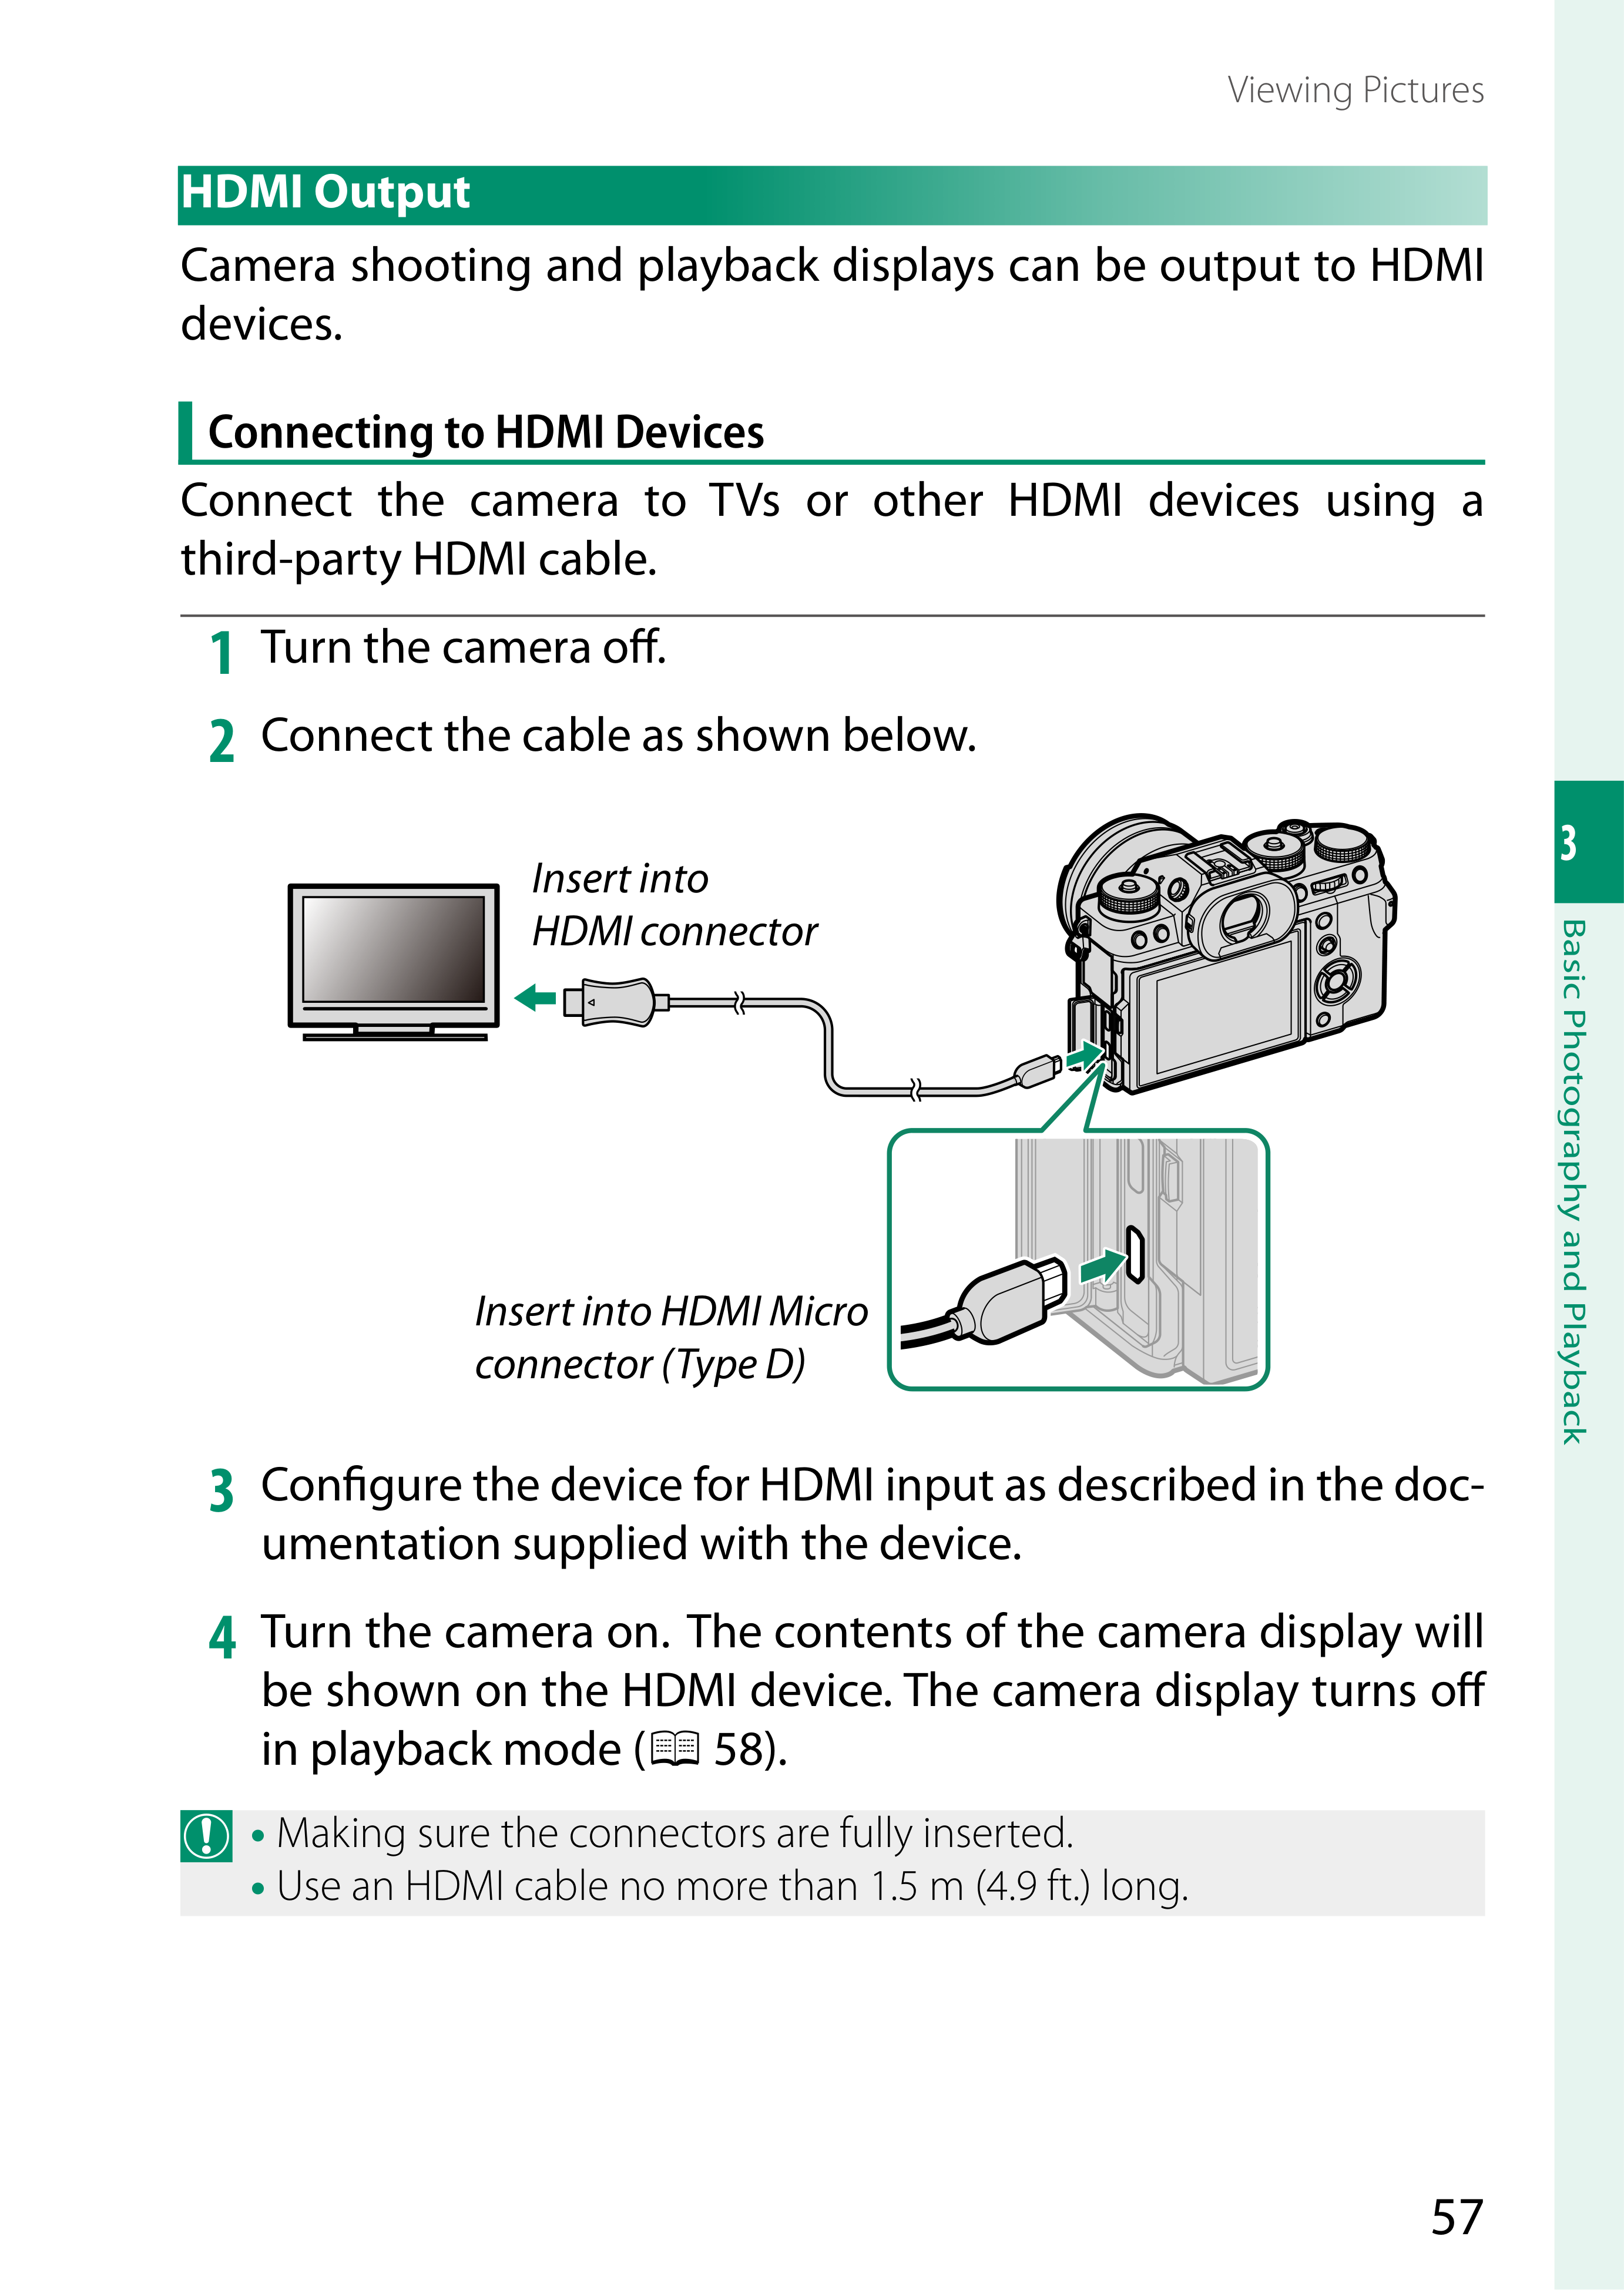 Viewing Pictures
HDMI Output
Camera shooting and playback displays can be output to HDMI
devices.
Connecting to HDMI Devices
Connect the camera to TVs or other HDMI devices using a
third-party HDMI cable.
1 Turn the camera off.
2 Connect the cable as shown below.
Insert into
HDMI connector
Insert into HDMI Micro
connector (Type D)
3 Configure the device for HDMI input as described in the doc-
umentation supplied with the device.
4 Turn the camera on. The contents of the camera display will
be shown on the HDMI device. The camera display turns off
in playback mode (📖 58).
• Making sure the connectors are fully inserted.
• Use an HDMI cable no more than 1.5 m (4.9 ft.) long.
3
Basic Photography and Playback
57